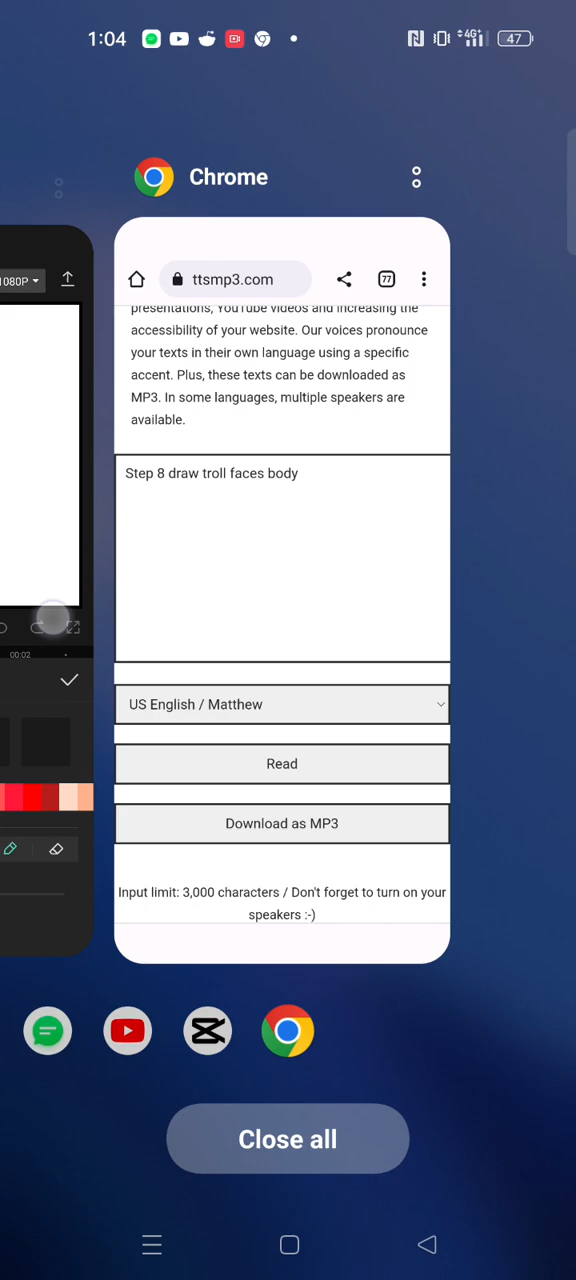 1:04
4G+
47
Chrome
1080P
ttsmp3.com
77
presentations, YouTube videos and increasing the
accessibility of your website. Our voices pronounce
your texts in their own language using a specific
accent. Plus, these texts can be downloaded as
MP3. In some languages, multiple speakers are
available.
Step 8 draw troll faces body
00:02
US English / Matthew
Read
Download as MP3
Input limit: 3,000 characters / Don't forget to turn on your
speakers :-)
Close all